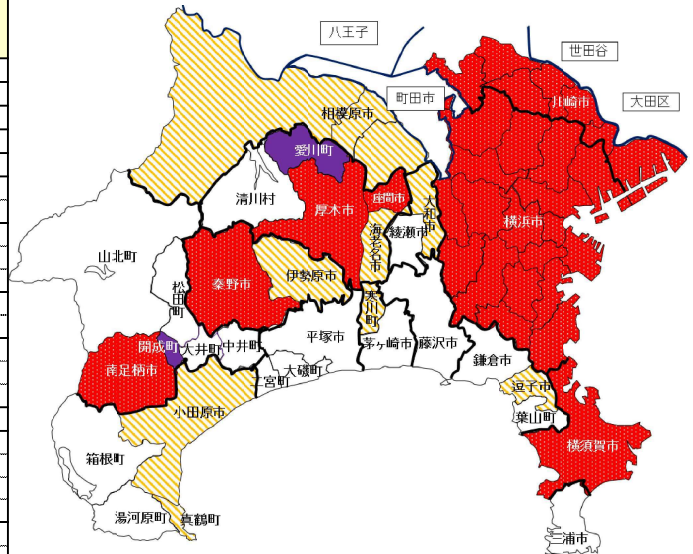 八王子
世田谷
町田市
川崎市
大田区
相模原市
愛川町
清川村
厚木市
座間市
大和市
綾瀬市
海老名市
横浜市
山北町
松田町
秦野市
伊勢原市
寒川町
開成町
大井町
中井町
平塚市
茅ヶ崎市
藤沢市
鎌倉市
南足柄市
二宮町
大磯町
逗子市
葉山町
小田原市
横須賀市
箱根町
湯河原町
真鶴町
三浦市